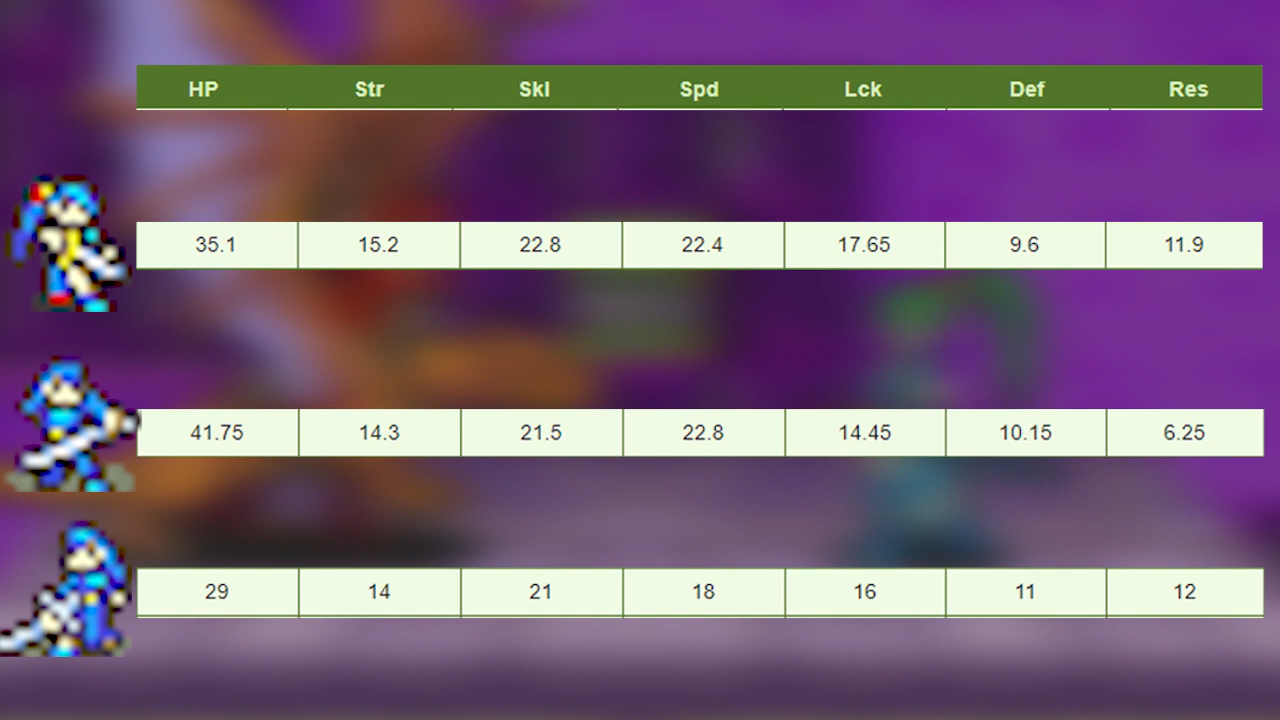 HP Str Skl Spd Lck Def Res
35.1 15.2 22.8 22.4 17.65 9.6 11.9
41.75 14.3 21.5 22.8 14.45 10.15 6.25
29 14 21 18 16 11 12